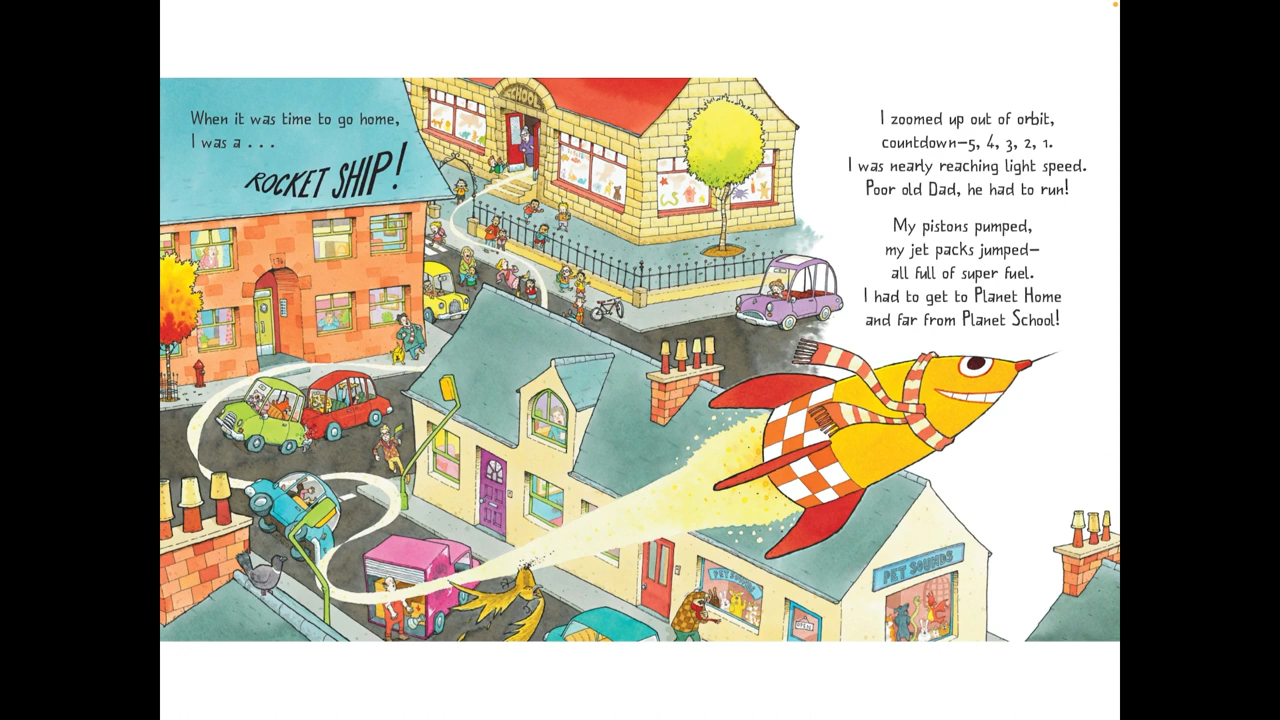 When it was time to go home,
I was a . . .
ROCKET SHIP!
SCHOOL
I zoomed up out of orbit,
countdown—5, 4, 3, 2, 1.
I was nearly reaching light speed.
Poor old Dad, he had to run!
My pistons pumped,
my jet packs jumped—
all full of super fuel.
I had to get to Planet Home
and far from Planet School!
PET SOUNDS
PET SOUNDS
OPEN